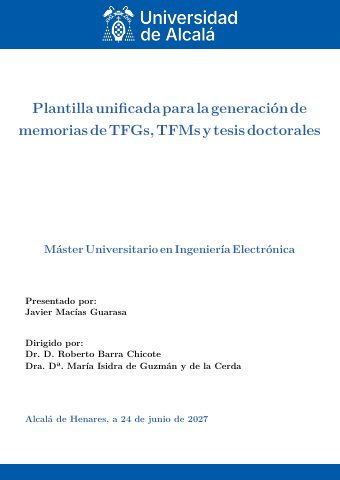 Universidad
de Alcalá
Plantilla unificada para la generación de
memorias de TFGs, TFMs y tesis doctorales
Máster Universitario en Ingeniería Electrónica
Presentado por:
Javier Macías Guarasa
Dirigido por:
Dr. D. Roberto Barra Chicote
Dra. Dª. María Isidra de Guzmán y de la Cerda
Alcalá de Henares, a 24 de junio de 2027